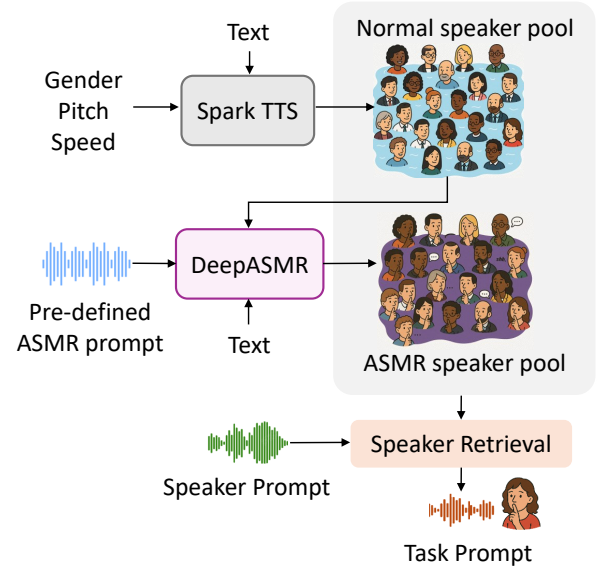 Text
Normal speaker pool
Gender
Pitch
Speed
Spark TTS
DeepASMR
Pre-defined
ASMR prompt
Text
ASMR speaker pool
Speaker Retrieval
Speaker Prompt
Task Prompt